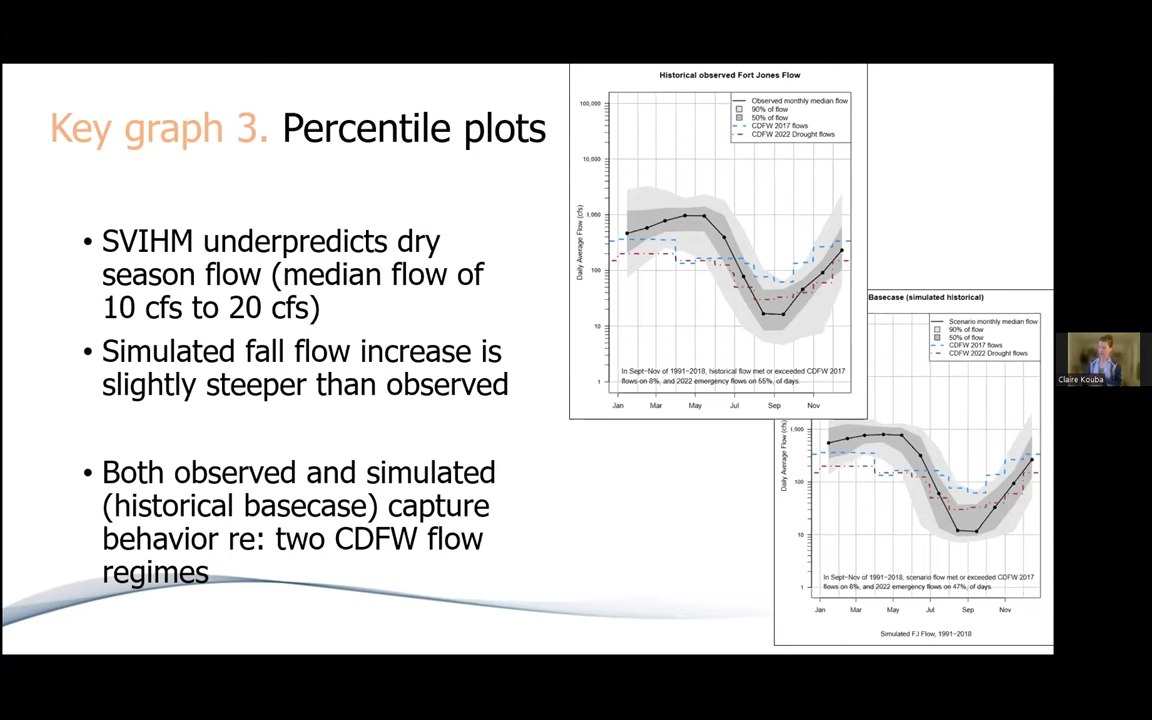 Key graph 3. Percentile plots
• SVIHM underpredicts dry
season flow (median flow of
10 cfs to 20 cfs)
• Simulated fall flow increase is
slightly steeper than observed
• Both observed and simulated
(historical basecase) capture
behavior re: two CDFW flow
regimes
Historical observed Fort Jones Flow
Observed monthly median flow
90% of flow
50% of flow
CDFW 2017 flows
CDFW 2022 Drought flows
Daily Average Flow (cfs)
100,000
10,000
1,000
100
10
1
In Sept-Nov of 1991-2018, historical flow met or exceeded CDFW 2017
flows on 8%, and 2022 emergency flows on 55%, of days.
Jan Mar May Jul Sep Nov
Basecase (simulated historical)
Scenario monthly median flow
90% of flow
50% of flow
CDFW 2017 flows
CDFW 2022 Drought flows
Daily Average Flow (cfs)
1,000
100
10
1
In Sept-Nov of 1991-2018, scenario flow met or exceeded CDFW 2017
flows on 8%, and 2022 emergency flows on 47%, of days.
Jan Mar May Jul Sep Nov
Simulated FJ Flow, 1991-2018
Claire Kouba